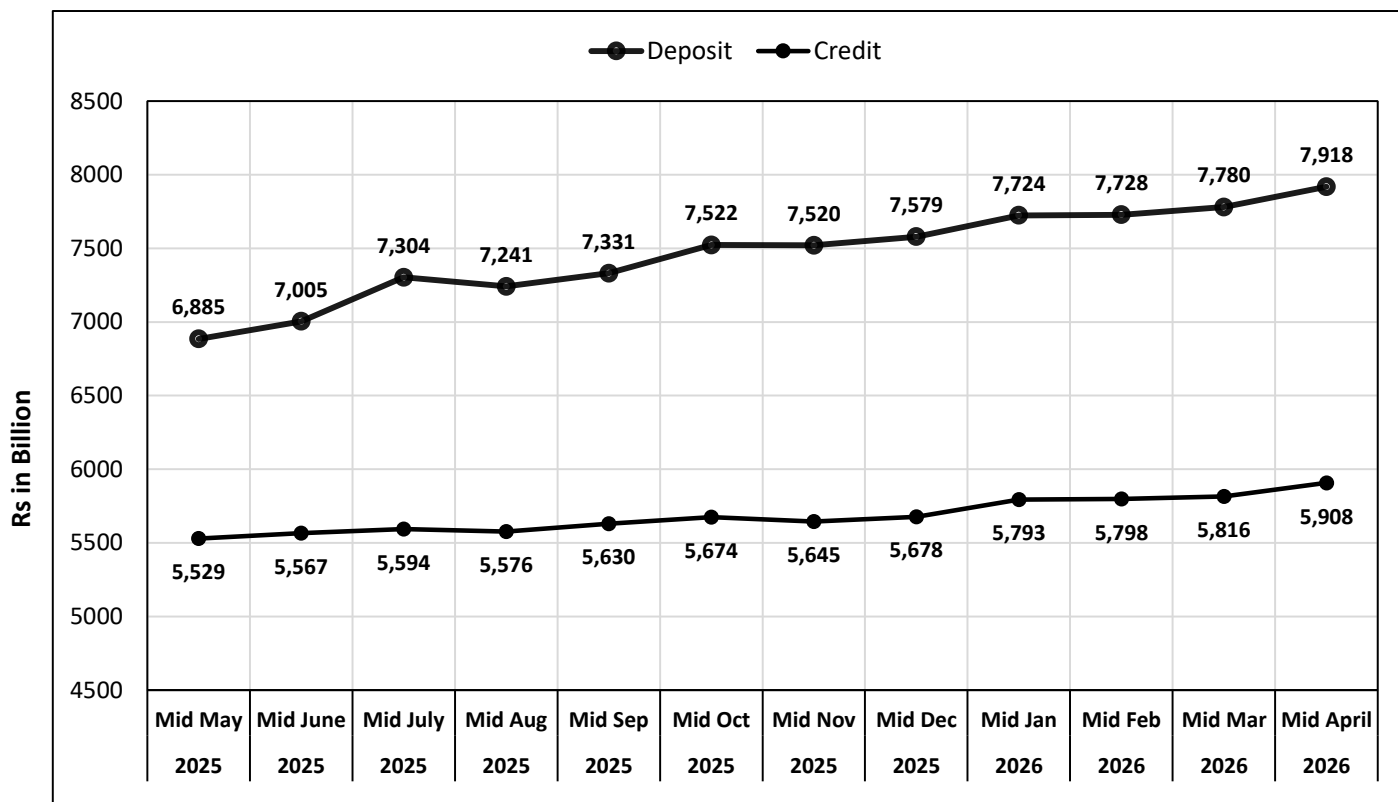 Deposit Credit
8500
8000
7500
7000
6500
6000
5500
5000
4500
Rs in Billion
6,885 7,005 7,304 7,241 7,331 7,522 7,520 7,579 7,724 7,728 7,780 7,918
5,529 5,567 5,594 5,576 5,630 5,674 5,645 5,678 5,793 5,798 5,816 5,908
Mid May Mid June Mid July Mid Aug Mid Sep Mid Oct Mid Nov Mid Dec Mid Jan Mid Feb Mid Mar Mid April
2025 2025 2025 2025 2025 2025 2025 2025 2026 2026 2026 2026